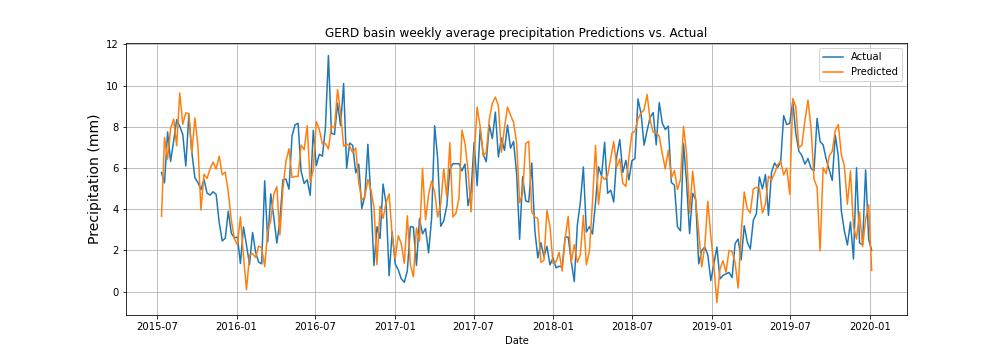 GERD basin weekly average precipitation Predictions vs. Actual
Precipitation (mm)
12
10
8
6
4
2
0
Actual
Predicted
2015-07 2016-01 2016-07 2017-01 2017-07 2018-01 2018-07 2019-01 2019-07 2020-01
Date